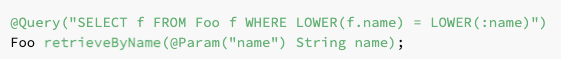 @Query("SELECT f FROM Foo f WHERE LOWER(f.name) = LOWER(:name)")
Foo retrieveByName(@Param("name") String name);